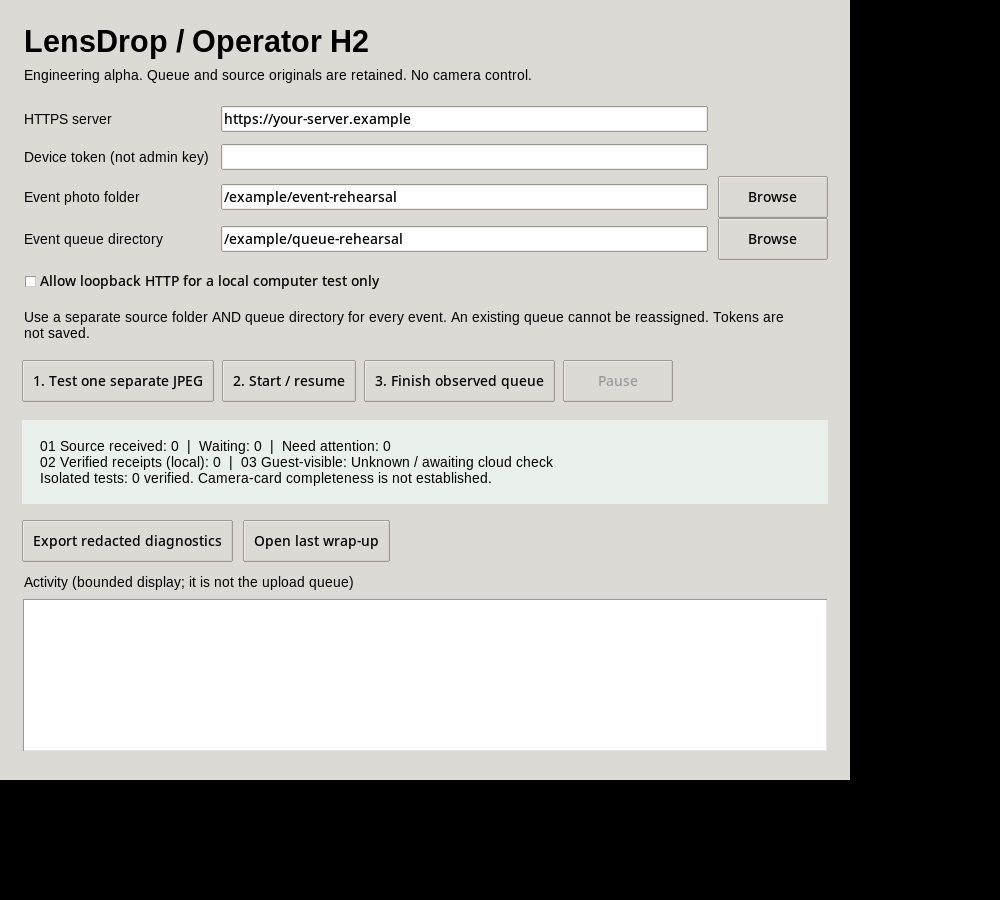 LensDrop / Operator H2
Engineering alpha. Queue and source originals are retained. No camera control.
HTTPS server
https://your-server.example
Device token (not admin key)
Event photo folder
/example/event-rehearsal
Browse
Event queue directory
/example/queue-rehearsal
Browse
Allow loopback HTTP for a local computer test only
Use a separate source folder AND queue directory for every event. An existing queue cannot be reassigned. Tokens are
not saved.
1. Test one separate JPEG
2. Start / resume
3. Finish observed queue
Pause
01 Source received: 0 | Waiting: 0 | Need attention: 0
02 Verified receipts (local): 0 | 03 Guest-visible: Unknown / awaiting cloud check
Isolated tests: 0 verified. Camera-card completeness is not established.
Export redacted diagnostics
Open last wrap-up
Activity (bounded display; it is not the upload queue)